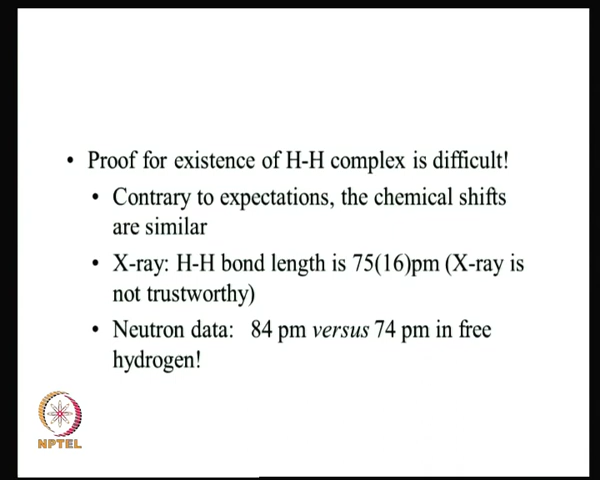 • Proof for existence of H-H complex is difficult!
• Contrary to expectations, the chemical shifts
are similar
• X-ray: H-H bond length is 75(16)pm (X-ray is
not trustworthy)
• Neutron data: 84 pm versus 74 pm in free
hydrogen!
NPTEL